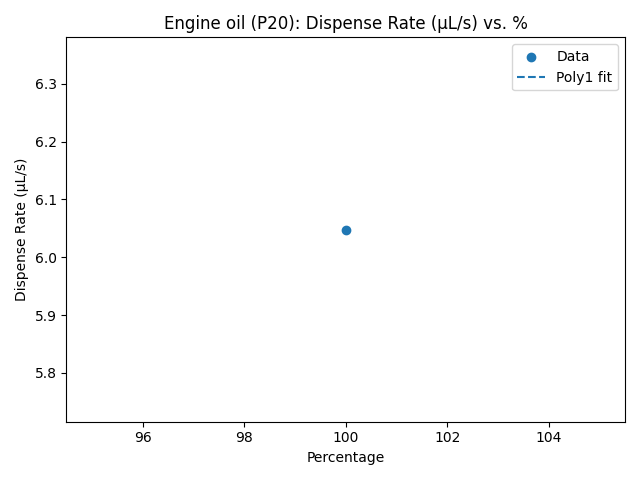 Engine oil (P20): Dispense Rate (μL/s) vs. %
Data
Poly1 fit
6.3
6.2
6.1
6.0
5.9
5.8
Dispense Rate (μL/s)
96 98 100 102 104
Percentage